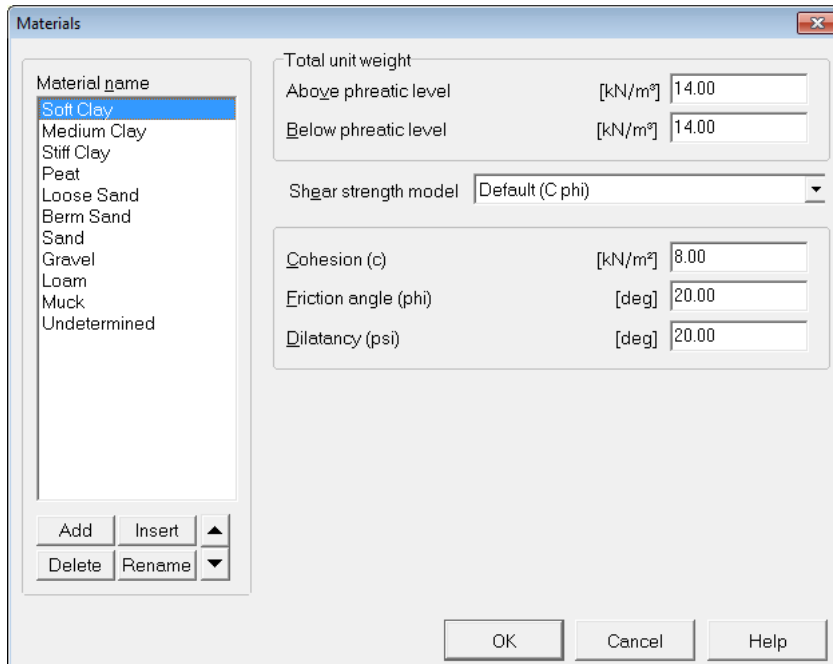 Materials
Material name
Soft Clay
Medium Clay
Stiff Clay
Peat
Loose Sand
Berm Sand
Sand
Gravel
Loam
Muck
Undetermined
Add Insert
Delete Rename
Total unit weight
Above phreatic level [kN/m³] 14.00
Below phreatic level [kN/m³] 14.00
Shear strength model Default (C phi)
Cohesion (c) [kN/m²] 8.00
Friction angle (phi) [deg] 20.00
Dilatancy (psi) [deg] 20.00
OK Cancel Help